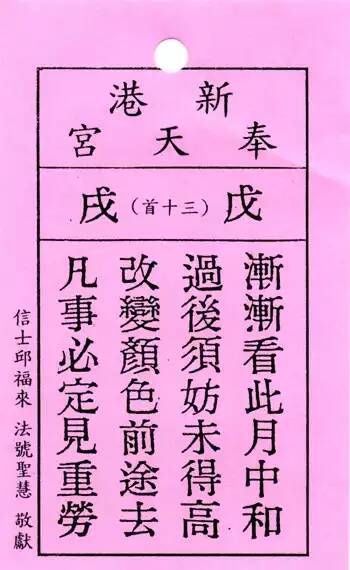 新港
奉天宮
戊（三十首）戌
漸漸看此月中和
過後須妨未得高
改變顏色前途去
凡事必定見重勞
信士邱福來 法號聖慧 敬獻